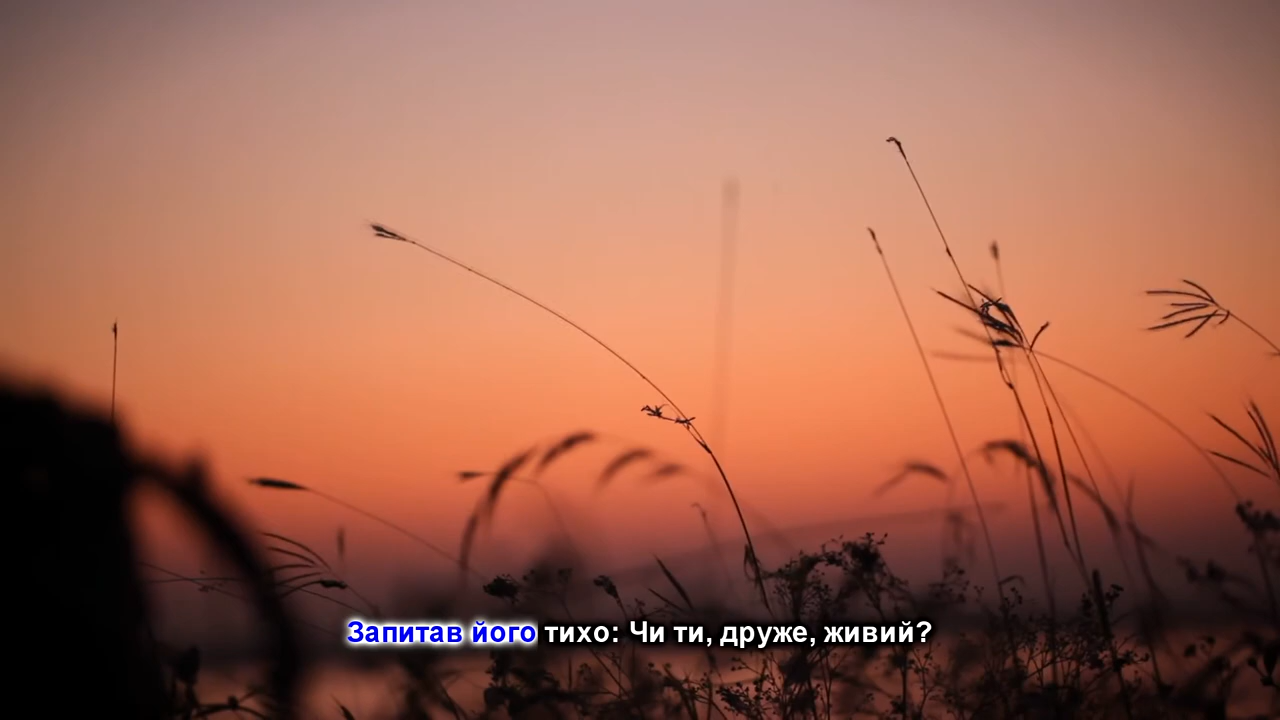 Запитав його тихо: Чи ти, друже, живий?